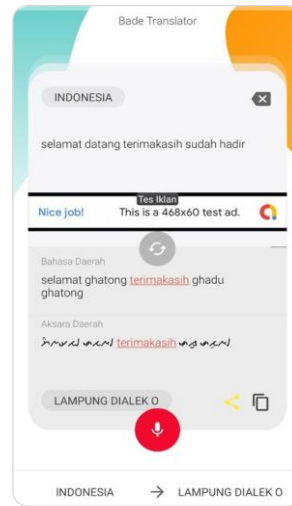 Bade Translator
INDONESIA
selamat datang terimakasih sudah hadir
Tes Iklan
Nice job! This is a 468x60 test ad.
Bahasa Daerah
selamat ghatong terimakasih ghadu
ghatong
Aksara Daerah
terimakasih
LAMPUNG DIALEK O
INDONESIA → LAMPUNG DIALEK O